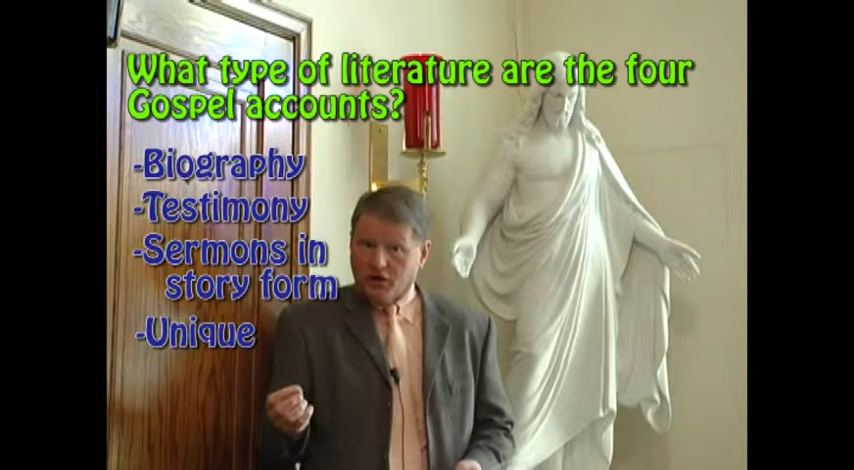 What type of literature are the four
Gospel accounts?
-Biography
-Testimony
-Sermons in
story form
-Unique